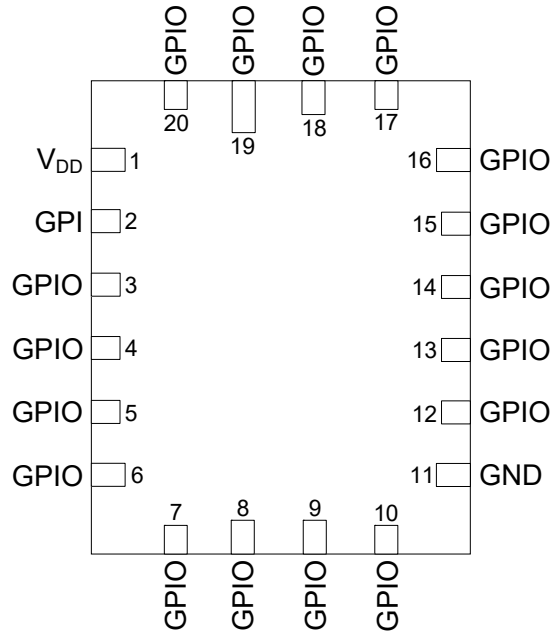 GPIO GPIO GPIO GPIO
20 19 18 17
V_DD 1 16 GPIO
GPI 2 15 GPIO
GPIO 3 14 GPIO
GPIO 4 13 GPIO
GPIO 5 12 GPIO
GPIO 6 11 GND
7 8 9 10
GPIO GPIO GPIO GPIO